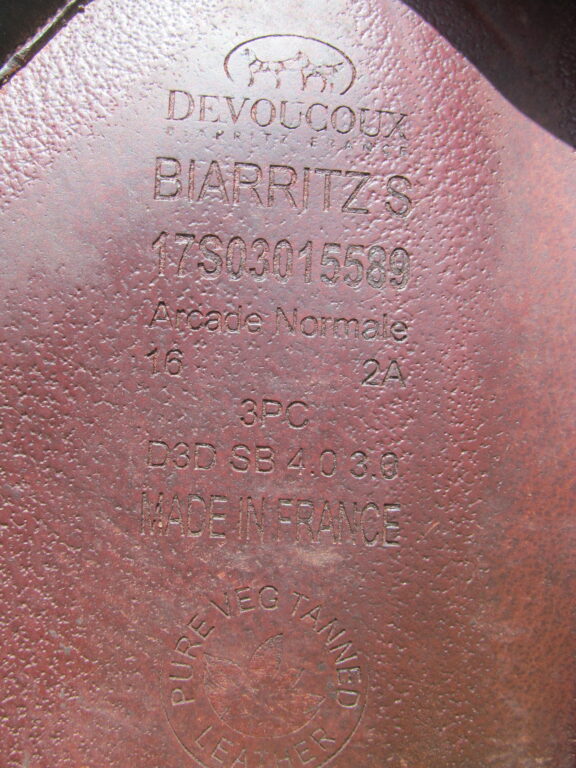 DEVOUCOUX
BIARRITZ FRANCE
BIARRITZ S
17S03015589
Arcade Normale
16 2A
3PC
D3D SB 4.0 3.0
MADE IN FRANCE
PURE VEG TANNED
LEATHER